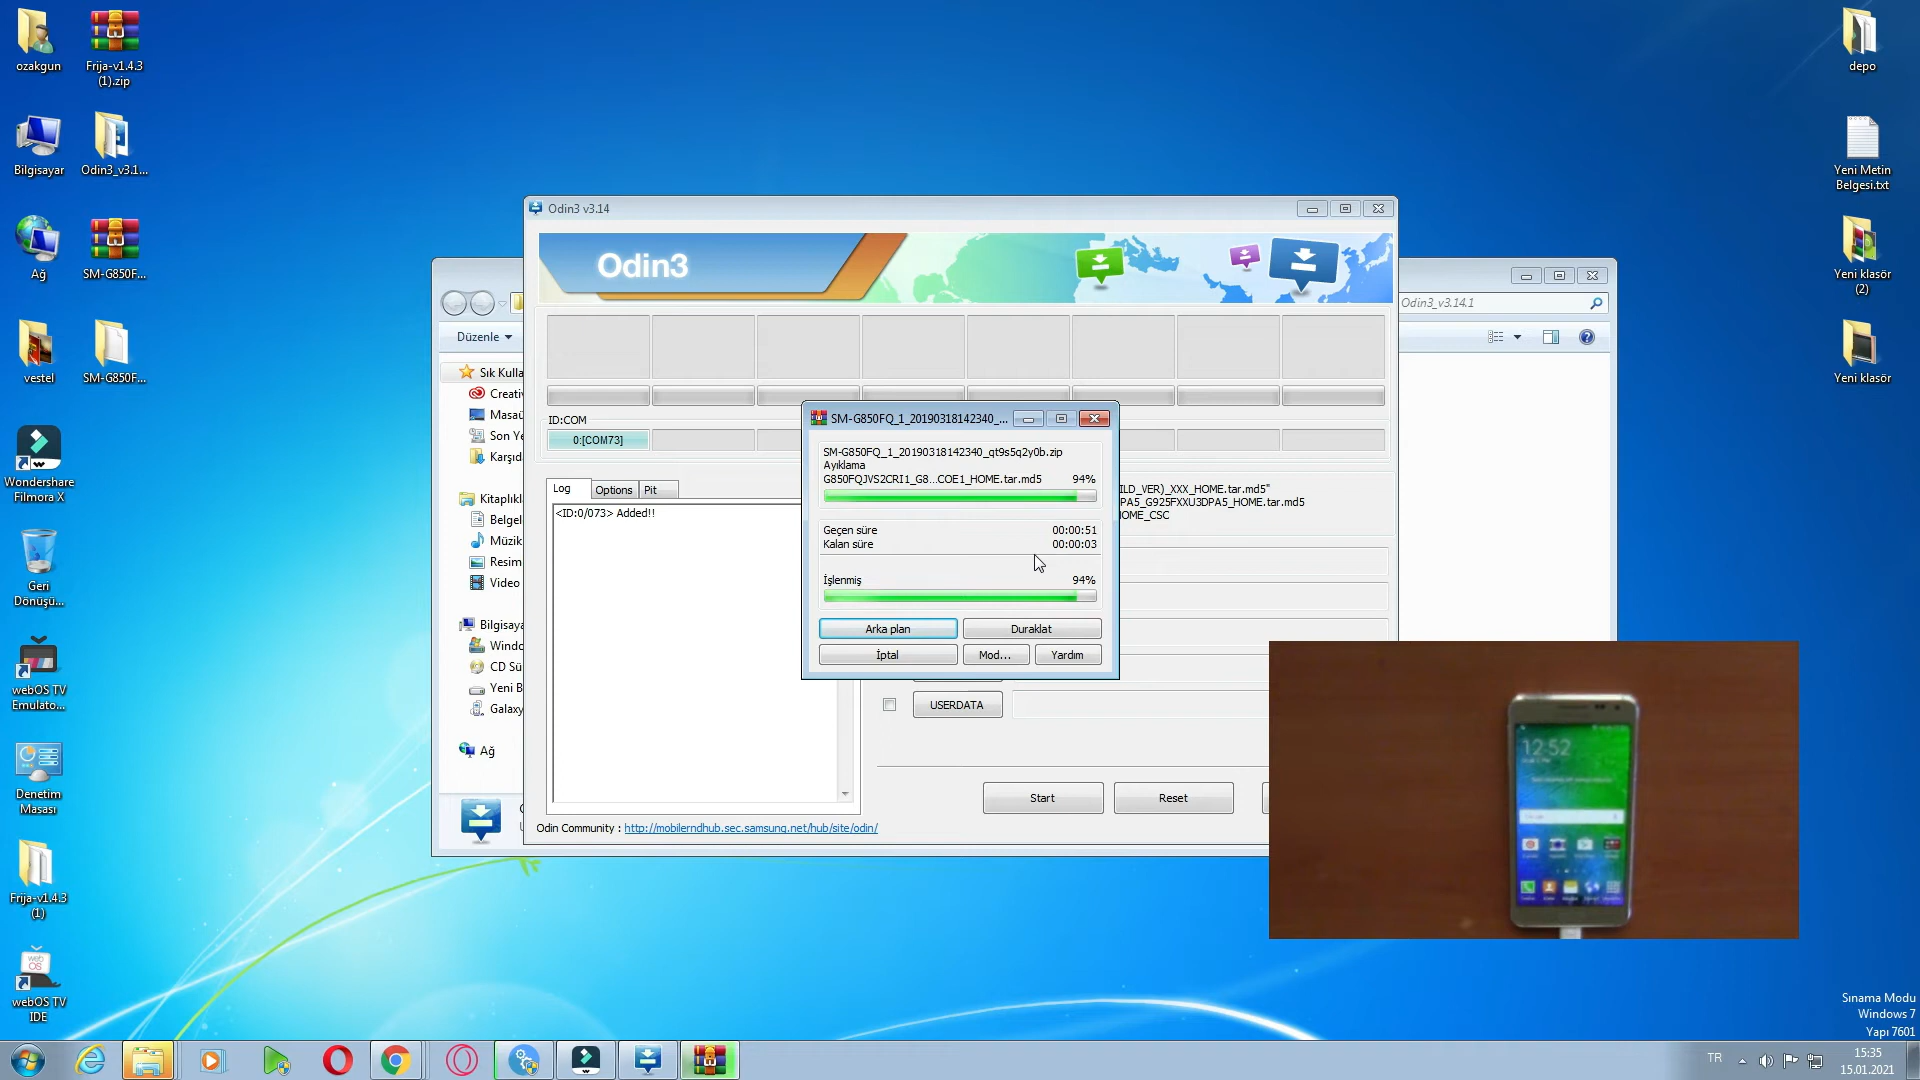 ozakgun
Frija-v1.4.3
(1).zip
Bilgisayar
Odin3_v3.1...
Ağ
SM-G850F...
vestel
SM-G850F...
Wondershare
Filmora X
Geri
Dönüşü...
webOS TV
Emulato...
Denetim
Masası
Frija-v1.4.3
(1)
webOS TV
IDE
depo
Yeni Metin
Belgesi.txt
Yeni klasör
(2)
Yeni klasör
Odin3_v3.14.1
Düzenle
Sık Kulla
Creativ
Masaü
Son Ye
Karşıd
Kitaplıkl
Belgel
Müzik
Resim
Video
Bilgisaya
Windo
CD Sü
Yeni B
Galaxy
Ağ
Odin3 v3.14
Odin3
ID:COM
0:[COM73]
Log
Options
Pit
<ID:0/073> Added!!
ILD_VER)_XXX_HOME.tar.md5"
PA5_G925FXXU3DPA5_HOME.tar.md5
HOME_CSC
USERDATA
Start
Reset
Odin Community : http://mobilerndhub.sec.samsung.net/hub/site/odin/
SM-G850FQ_1_20190318142340_...
SM-G850FQ_1_20190318142340_qt9s5q2y0b.zip
Ayıklama
G850FQJVS2CRI1_G8...COE1_HOME.tar.md5 94%
Geçen süre 00:00:51
Kalan süre 00:00:03
İşlenmiş 94%
Arka plan
Duraklat
İptal
Mod...
Yardım
12:52
Sınama Modu
Windows 7
Yapı 7601
TR
15:35
15.01.2021